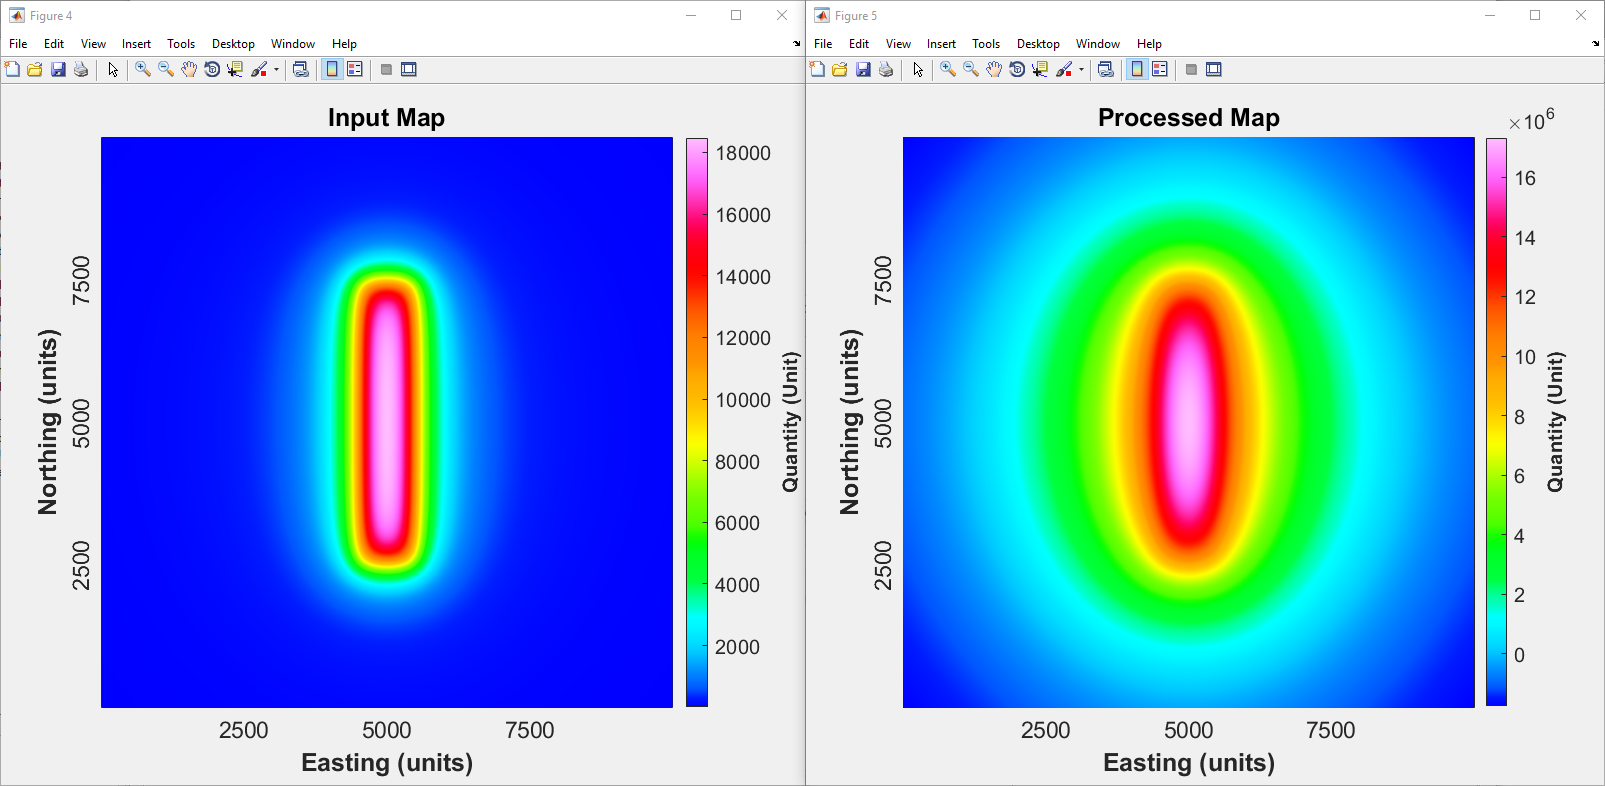 Figure 4
File Edit View Insert Tools Desktop Window Help
Input Map
18000
16000
14000
12000
10000
8000
6000
4000
2000
Quantity (Unit)
7500
5000
2500
Northing (units)
2500 5000 7500
Easting (units)
Figure 5
File Edit View Insert Tools Desktop Window Help
Processed Map
×10⁶
16
14
12
10
8
6
4
2
0
Quantity (Unit)
7500
5000
2500
Northing (units)
2500 5000 7500
Easting (units)